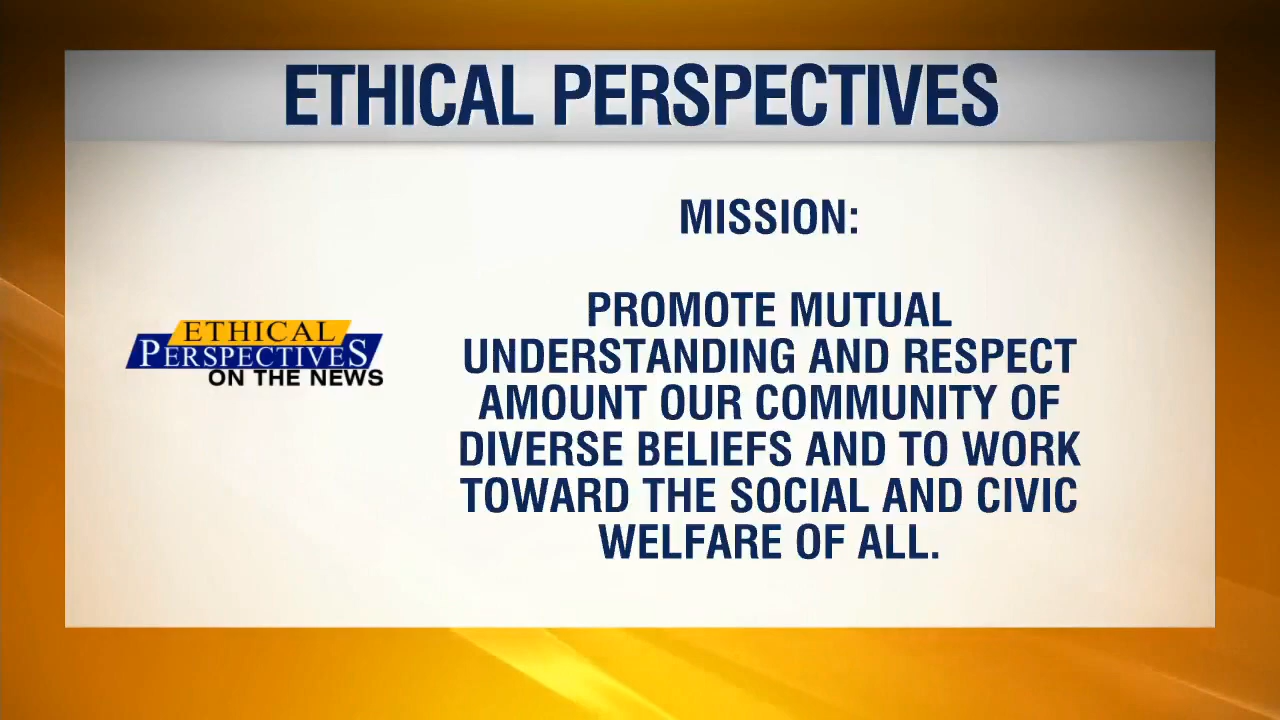 ETHICAL PERSPECTIVES
MISSION:
ETHICAL
PERSPECTIVES
ON THE NEWS
PROMOTE MUTUAL
UNDERSTANDING AND RESPECT
AMOUNT OUR COMMUNITY OF
DIVERSE BELIEFS AND TO WORK
TOWARD THE SOCIAL AND CIVIC
WELFARE OF ALL.